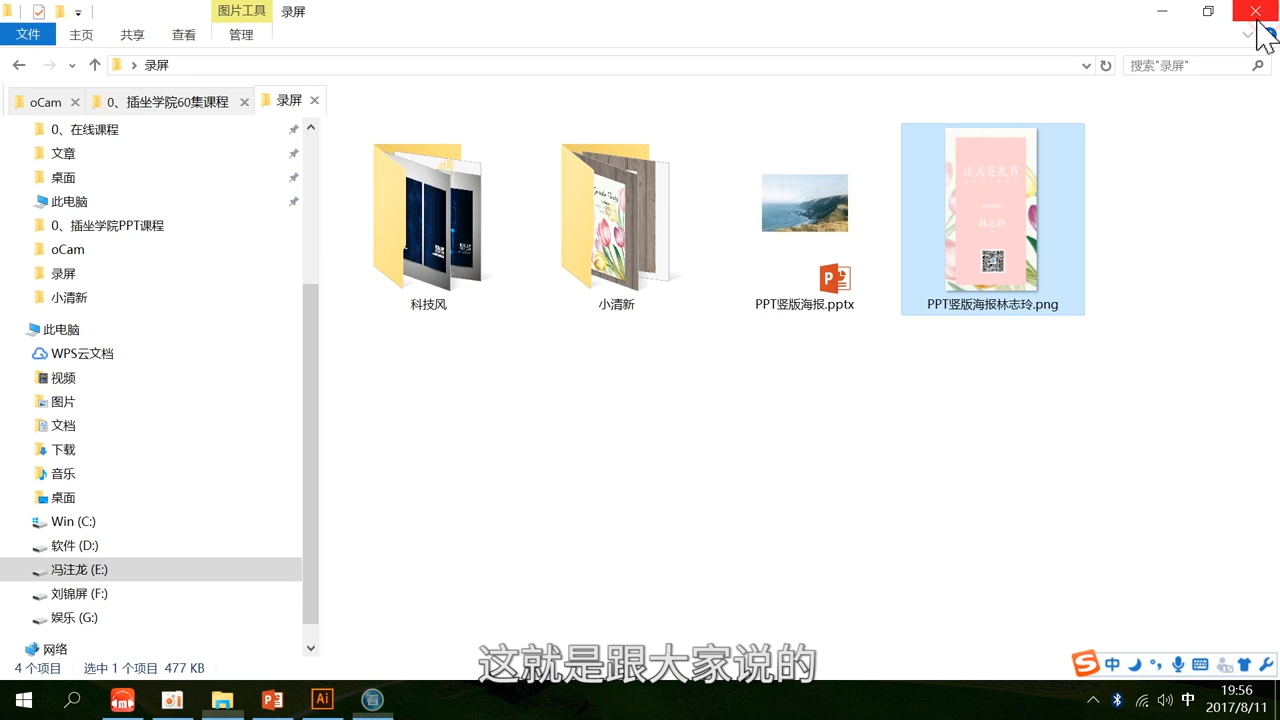 图片工具
录屏
文件
主页
共享
查看
管理
录屏
搜索"录屏"
oCam
0、插坐学院60集课程
录屏
0、在线课程
文章
桌面
此电脑
0、插坐学院PPT课程
oCam
录屏
小清新
此电脑
WPS云文档
视频
图片
文档
下载
音乐
桌面
Win (C:)
软件 (D:)
冯注龙 (E:)
刘锦屏 (F:)
娱乐 (G:)
网络
科技风
小清新
PPT竖版海报.pptx
林志玲
PPT竖版海报林志玲.png
4 个项目
选中 1 个项目 477 KB
这就是跟大家说的
中
Ai
中
19:56
2017/8/11